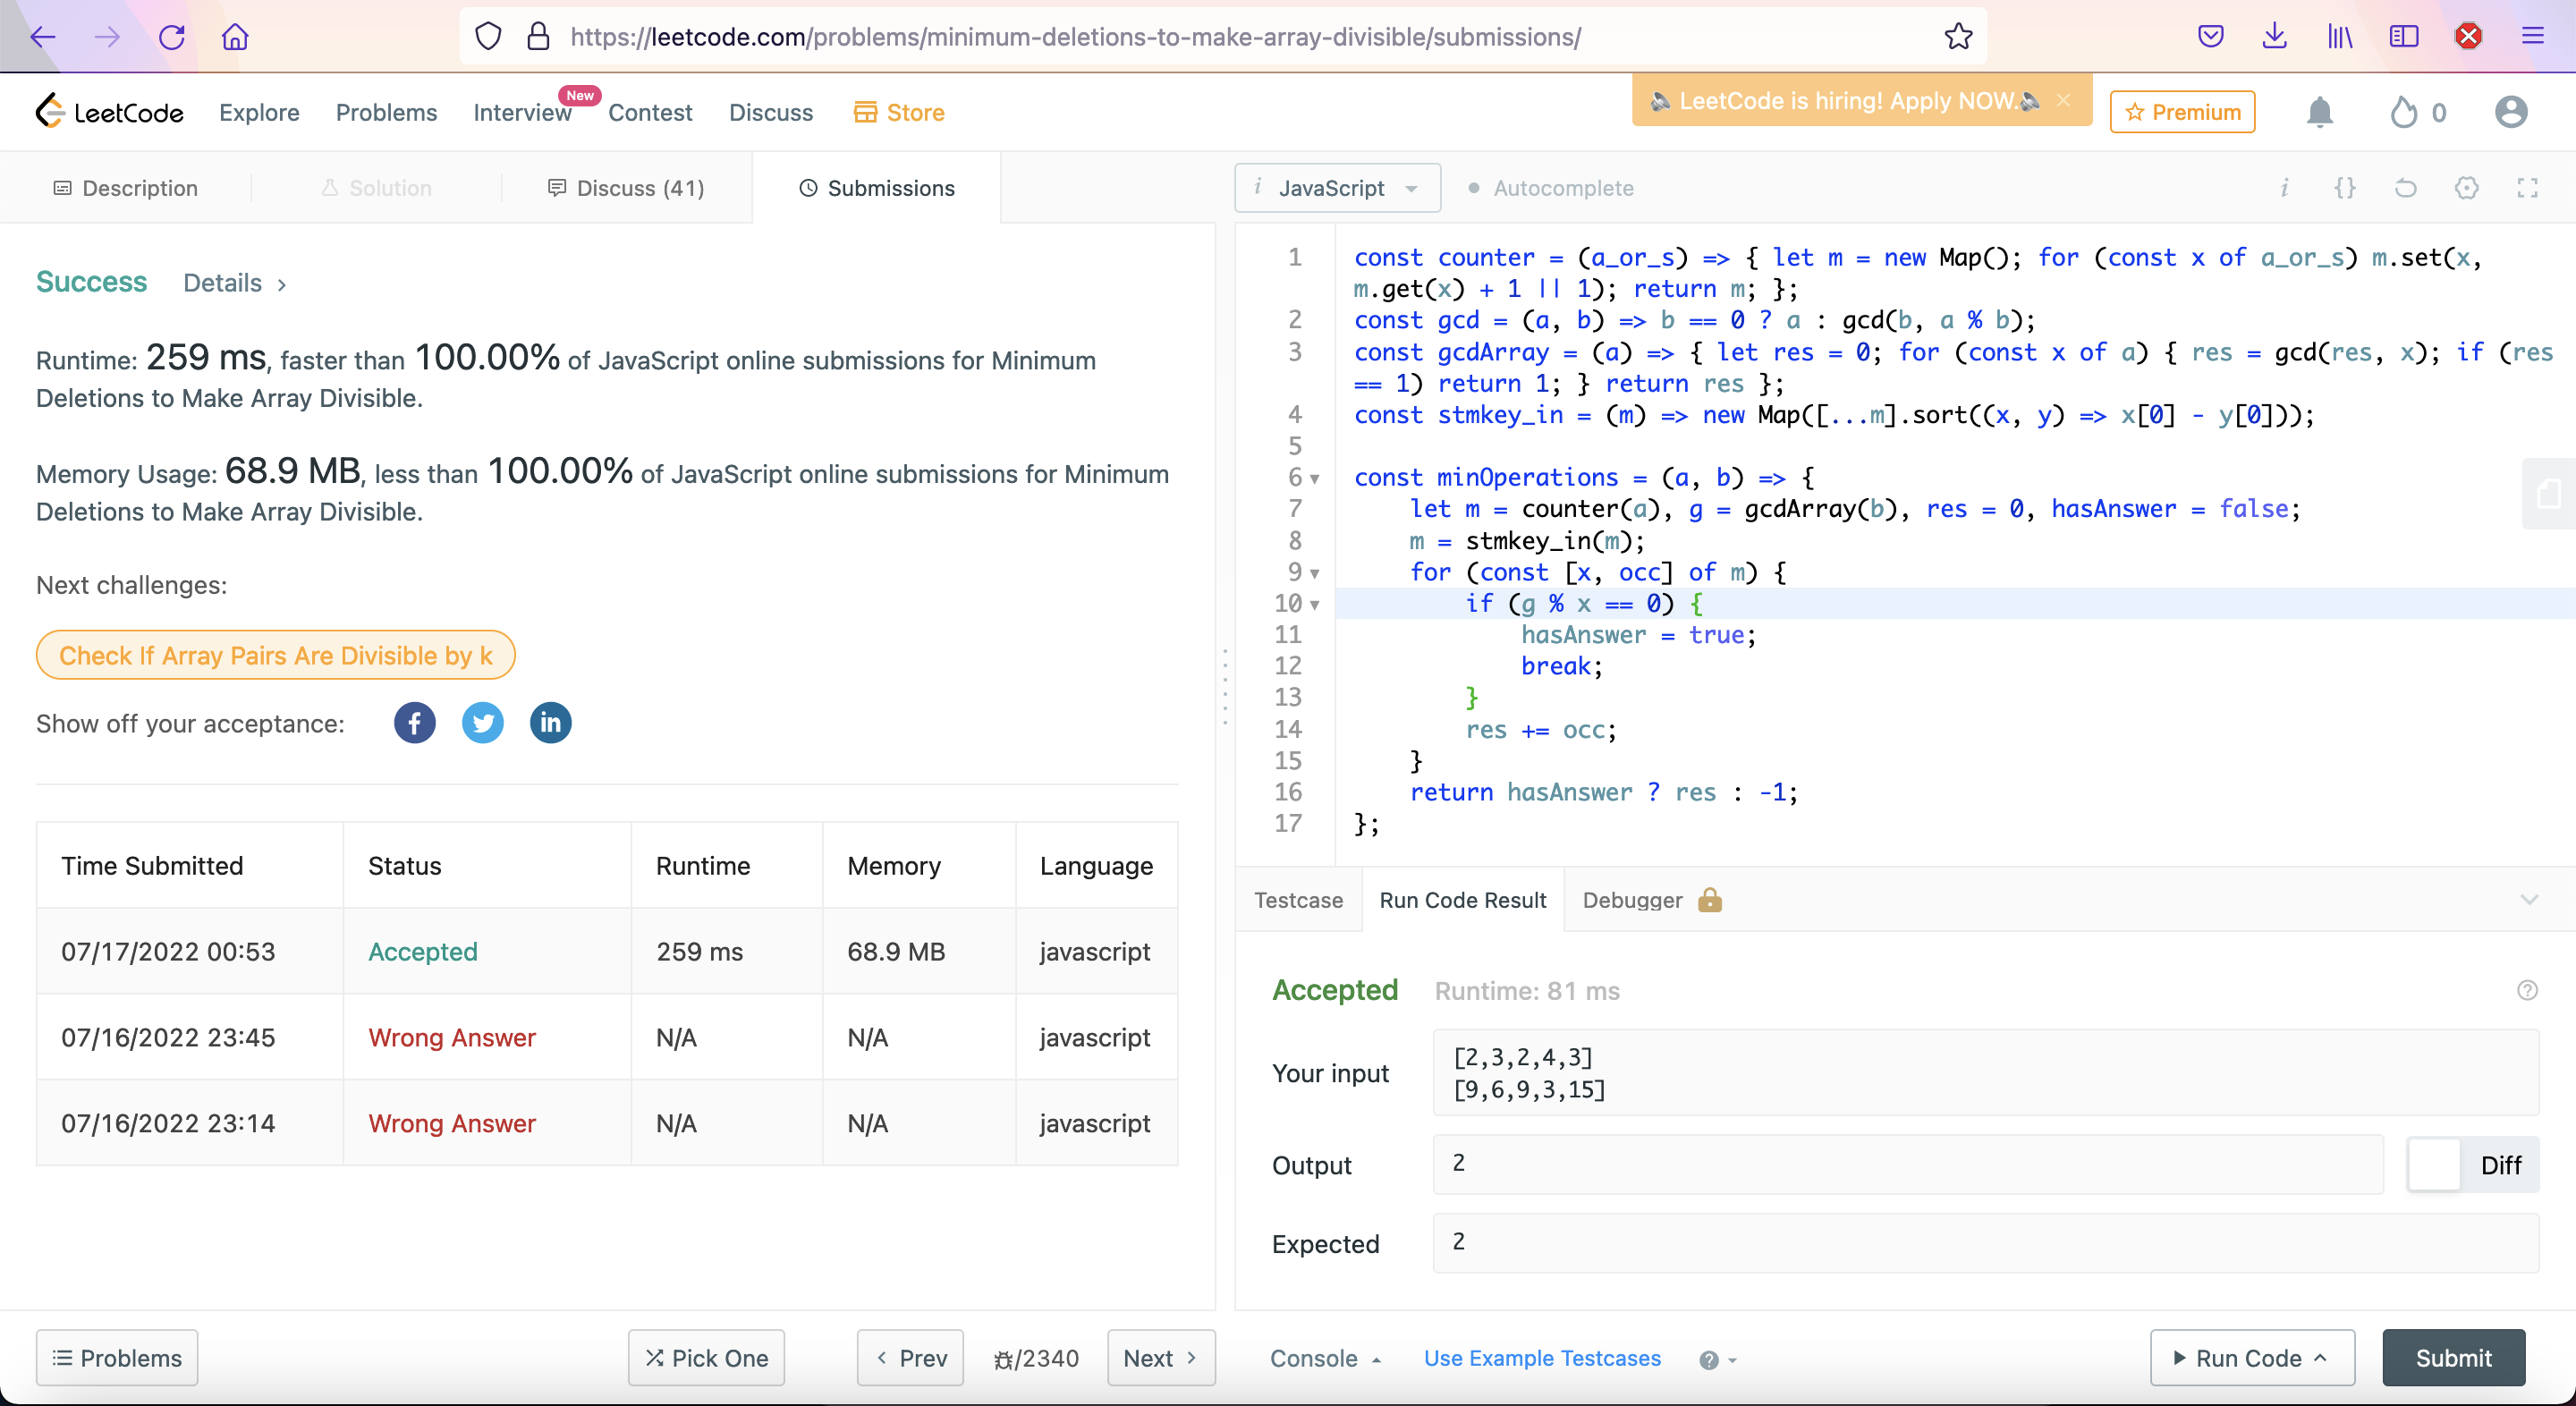 https://leetcode.com/problems/minimum-deletions-to-make-array-divisible/submissions/
LeetCode Explore Problems Interview New Contest Discuss Store LeetCode is hiring! Apply NOW. × Premium 0
Description Solution Discuss (41) Submissions
i JavaScript Autocomplete i {}
Success Details >
Runtime: 259 ms, faster than 100.00% of JavaScript online submissions for Minimum
Deletions to Make Array Divisible.
Memory Usage: 68.9 MB, less than 100.00% of JavaScript online submissions for Minimum
Deletions to Make Array Divisible.
Next challenges:
Check If Array Pairs Are Divisible by k
Show off your acceptance: f in
Time Submitted Status Runtime Memory Language
07/17/2022 00:53 Accepted 259 ms 68.9 MB javascript
07/16/2022 23:45 Wrong Answer N/A N/A javascript
07/16/2022 23:14 Wrong Answer N/A N/A javascript
1 const counter = (a_or_s) => { let m = new Map(); for (const x of a_or_s) m.set(x,
m.get(x) + 1 || 1); return m; };
2 const gcd = (a, b) => b == 0 ? a : gcd(b, a % b);
3 const gcdArray = (a) => { let res = 0; for (const x of a) { res = gcd(res, x); if (res
== 1) return 1; } return res };
4 const stmkey_in = (m) => new Map([...m].sort((x, y) => x[0] - y[0]));
5
6 const minOperations = (a, b) => {
7 let m = counter(a), g = gcdArray(b), res = 0, hasAnswer = false;
8 m = stmkey_in(m);
9 for (const [x, occ] of m) {
10 if (g % x == 0) {
11 hasAnswer = true;
12 break;
13 }
14 res += occ;
15 }
16 return hasAnswer ? res : -1;
17 };
Testcase Run Code Result Debugger
Accepted Runtime: 81 ms ?
Your input
[2,3,2,4,3]
[9,6,9,3,15]
Output 2 Diff
Expected 2
Problems Pick One < Prev /2340 Next > Console Use Example Testcases ? Run Code Submit